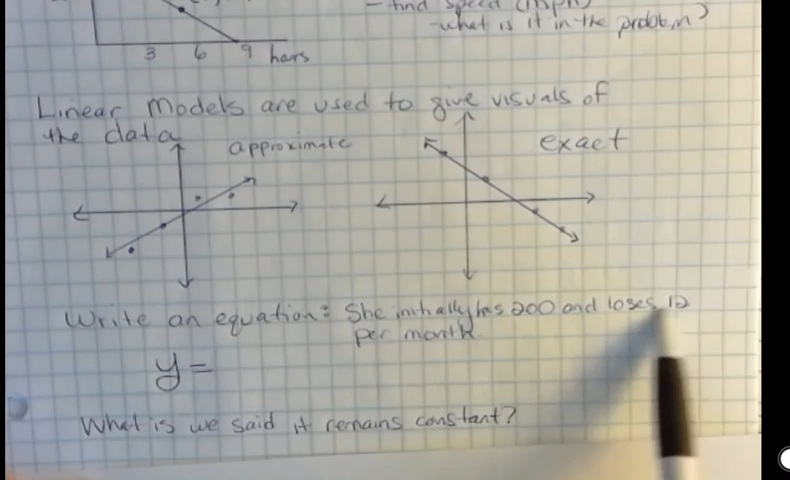 - find speed (mph)
-what is it in the problem?
3 6 9 hours
Linear models are used to give visuals of
the data
approximate
exact
Write an equation: She initially has 200 and loses 12
per month
y=
What is we said it remains constant?